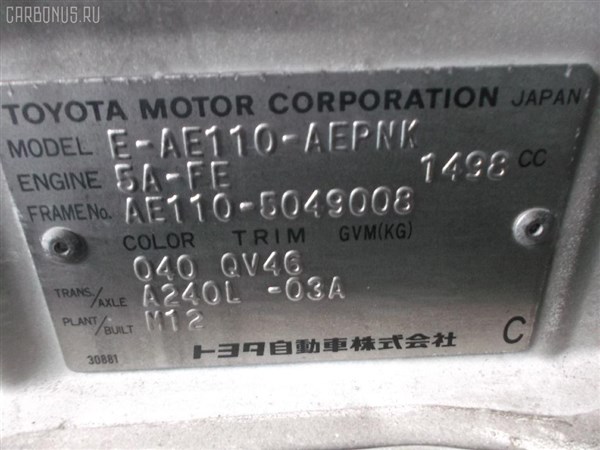 CARBONUS.RU
TOYOTA MOTOR CORPORATION JAPAN
MODEL E-AE110-AEPNK
ENGINE 5A-FE 1498 CC
FRAME No. AE110-5049008
COLOR TRIM GVM(KG)
040 QV46
TRANS/AXLE A240L -03A
PLANT/BUILT M12
C
30881 トヨタ自動車株式会社